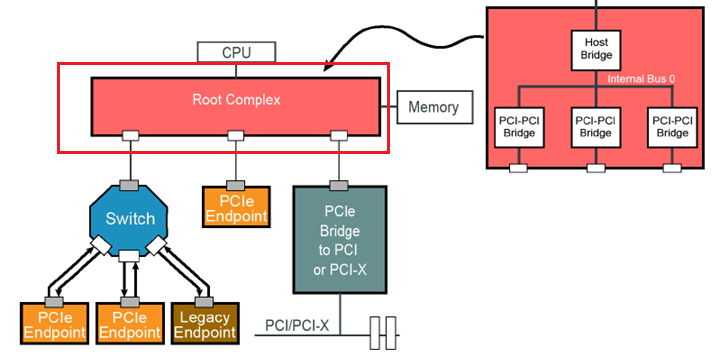 CPU
Root Complex
Memory
Host
Bridge
Internal Bus 0
PCI-PCI
Bridge
PCI-PCI
Bridge
PCI-PCI
Bridge
Switch
PCIe
Endpoint
PCIe
Bridge
to PCI
or PCI-X
PCIe
Endpoint
PCIe
Endpoint
Legacy
Endpoint
PCI/PCI-X